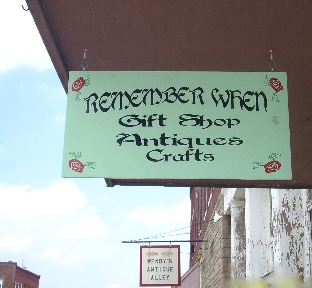 REMEMBER WHEN
Gift Shop
Antiques
Crafts
WENDY'S
ANTIQUE
ALLEY